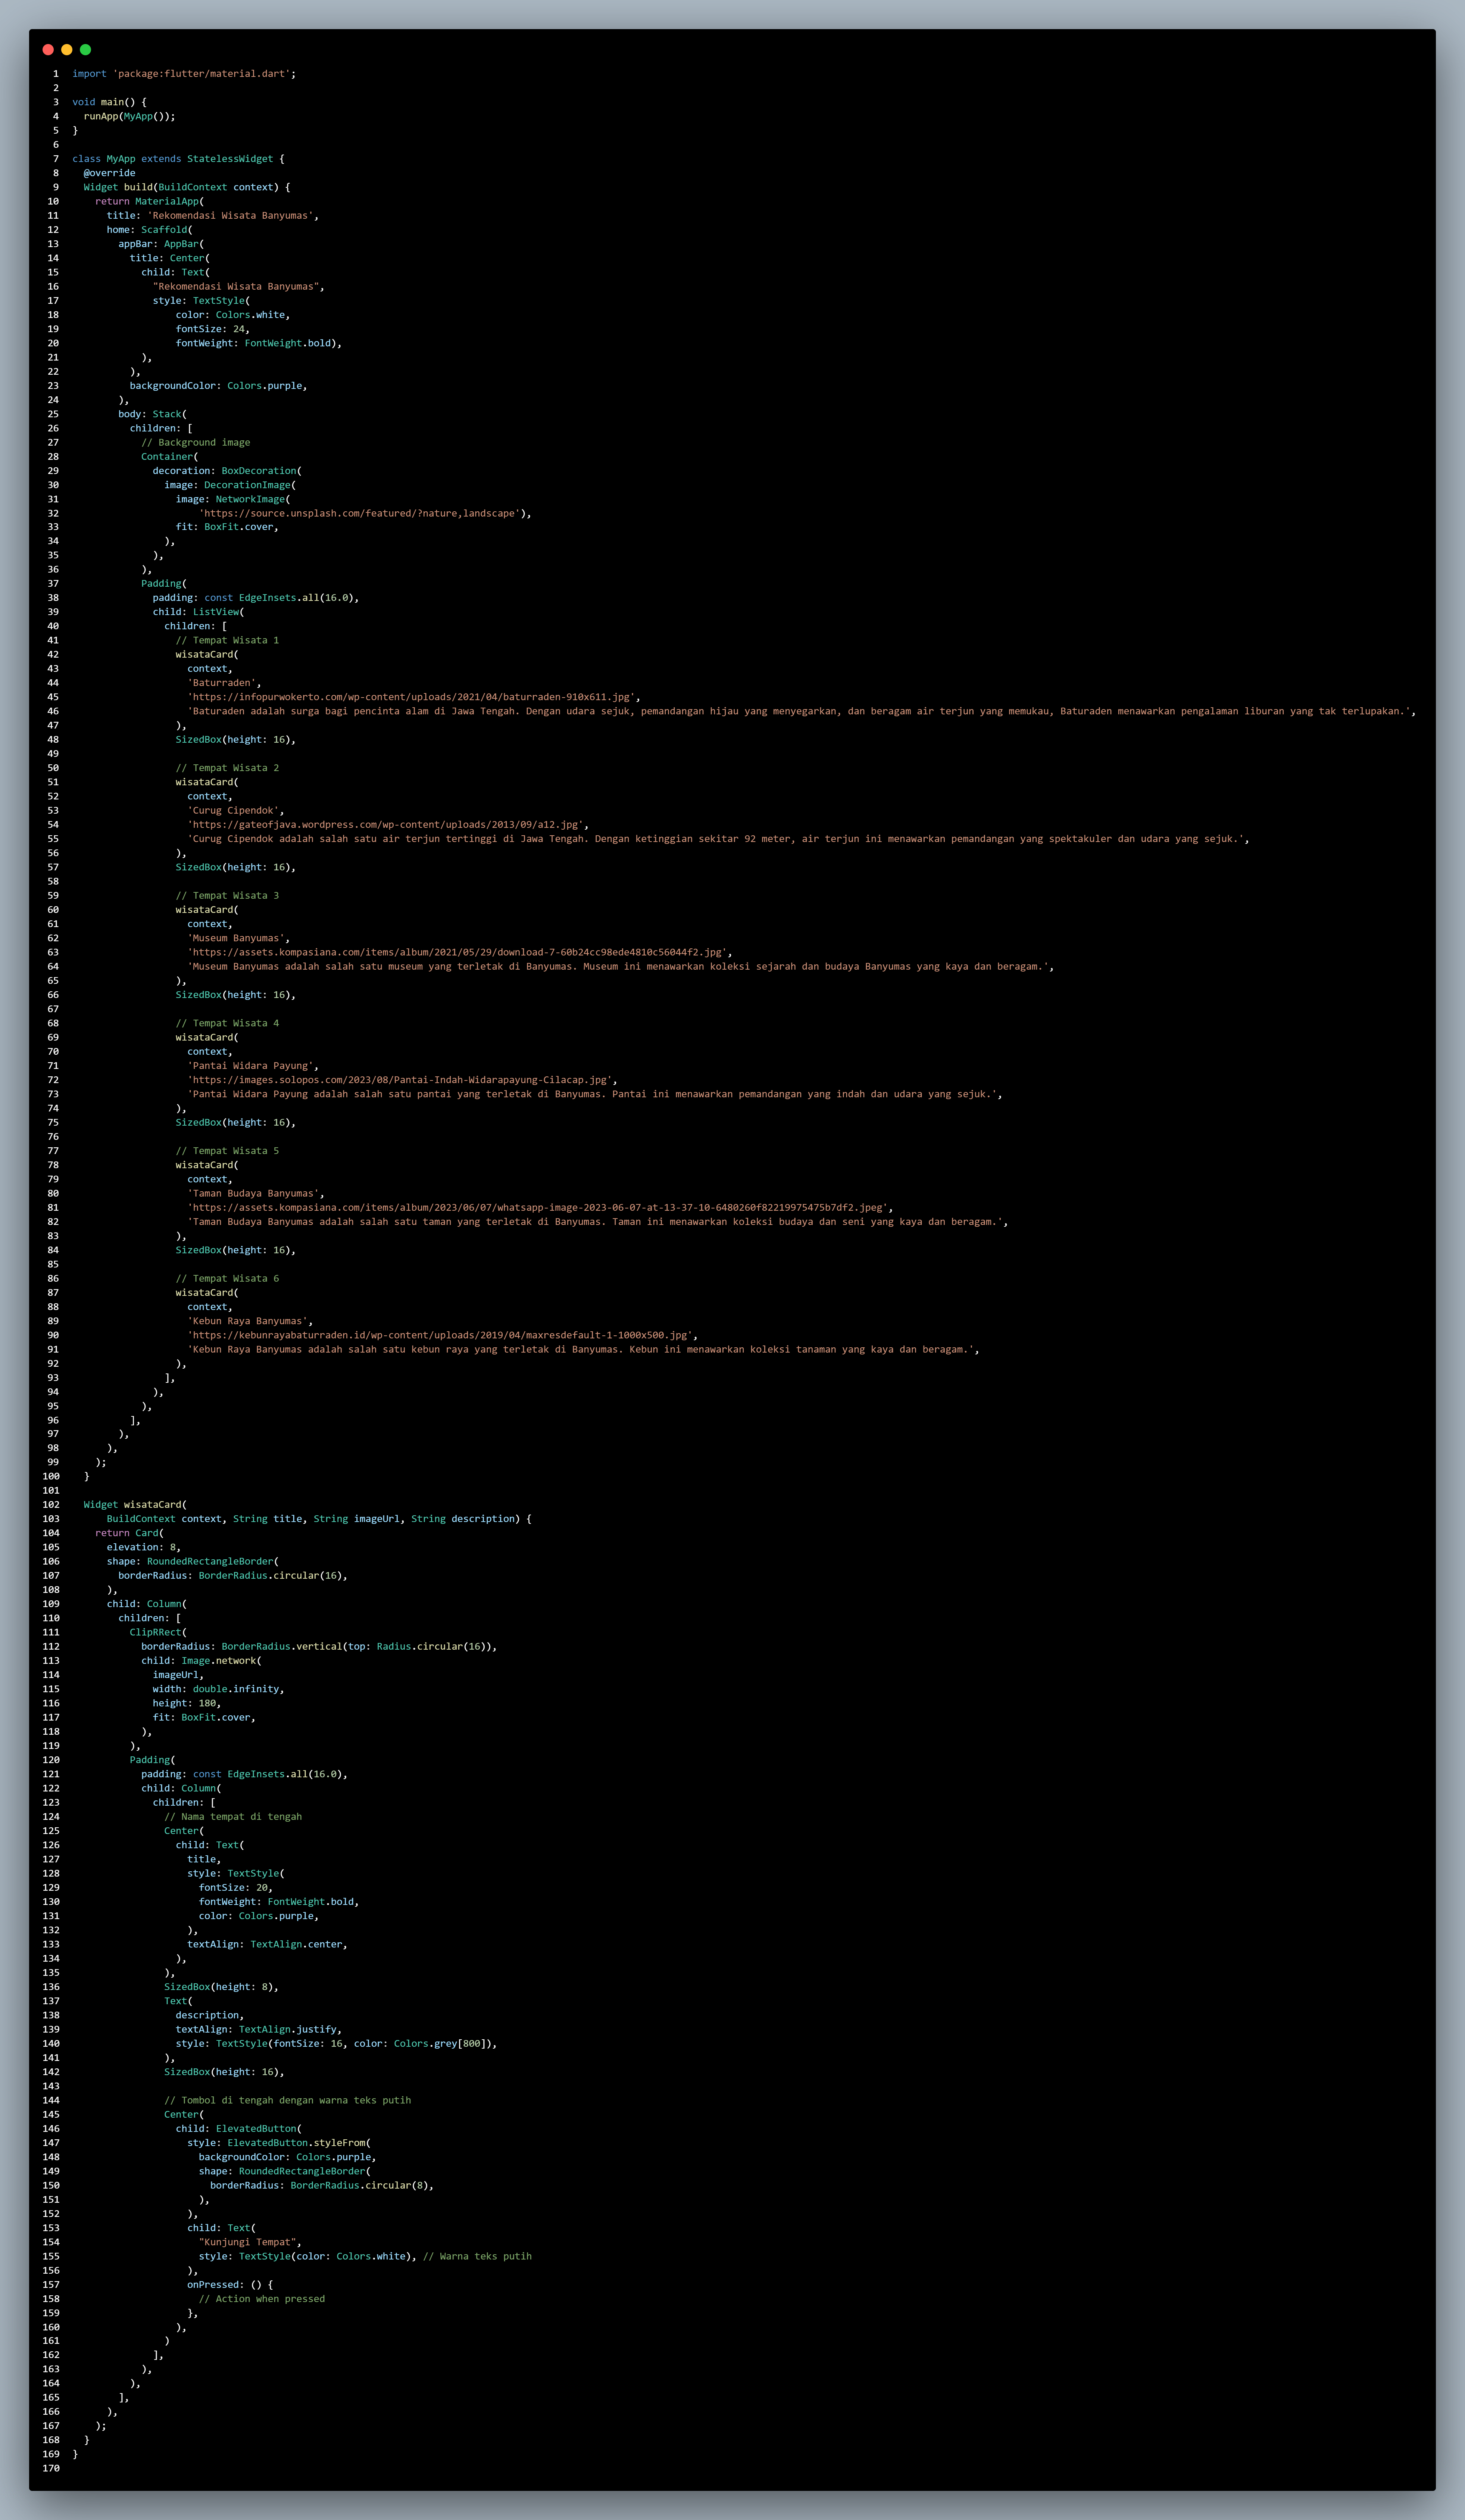 1 import 'package:flutter/material.dart';
2
3 void main() {
4   runApp(MyApp());
5 }
6
7 class MyApp extends StatelessWidget {
8   @override
9   Widget build(BuildContext context) {
10     return MaterialApp(
11       title: 'Rekomendasi Wisata Banyumas',
12       home: Scaffold(
13         appBar: AppBar(
14           title: Center(
15             child: Text(
16               "Rekomendasi Wisata Banyumas",
17               style: TextStyle(
18                   color: Colors.white,
19                   fontSize: 24,
20                   fontWeight: FontWeight.bold),
21             ),
22           ),
23           backgroundColor: Colors.purple,
24         ),
25         body: Stack(
26           children: [
27             // Background image
28             Container(
29               decoration: BoxDecoration(
30                 image: DecorationImage(
31                   image: NetworkImage(
32                       'https://source.unsplash.com/featured/?nature,landscape'),
33                   fit: BoxFit.cover,
34                 ),
35               ),
36             ),
37             Padding(
38               padding: const EdgeInsets.all(16.0),
39               child: ListView(
40                 children: [
41                   // Tempat Wisata 1
42                   wisataCard(
43                     context,
44                     'Baturraden',
45                     'https://infopurwokerto.com/wp-content/uploads/2021/04/baturraden-910x611.jpg',
46                     'Baturaden adalah surga bagi pencinta alam di Jawa Tengah. Dengan udara sejuk, pemandangan hijau yang menyegarkan, dan beragam air terjun yang memukau, Baturaden menawarkan pengalaman liburan yang tak terlupakan.',
47                   ),
48                   SizedBox(height: 16),
49
50                   // Tempat Wisata 2
51                   wisataCard(
52                     context,
53                     'Curug Cipendok',
54                     'https://gateofjava.wordpress.com/wp-content/uploads/2013/09/a12.jpg',
55                     'Curug Cipendok adalah salah satu air terjun tertinggi di Jawa Tengah. Dengan ketinggian sekitar 92 meter, air terjun ini menawarkan pemandangan yang spektakuler dan udara yang sejuk.',
56                   ),
57                   SizedBox(height: 16),
58
59                   // Tempat Wisata 3
60                   wisataCard(
61                     context,
62                     'Museum Banyumas',
63                     'https://assets.kompasiana.com/items/album/2021/05/29/download-7-60b24cc98ede4810c56044f2.jpg',
64                     'Museum Banyumas adalah salah satu museum yang terletak di Banyumas. Museum ini menawarkan koleksi sejarah dan budaya Banyumas yang kaya dan beragam.',
65                   ),
66                   SizedBox(height: 16),
67
68                   // Tempat Wisata 4
69                   wisataCard(
70                     context,
71                     'Pantai Widara Payung',
72                     'https://images.solopos.com/2023/08/Pantai-Indah-Widarapayung-Cilacap.jpg',
73                     'Pantai Widara Payung adalah salah satu pantai yang terletak di Banyumas. Pantai ini menawarkan pemandangan yang indah dan udara yang sejuk.',
74                   ),
75                   SizedBox(height: 16),
76
77                   // Tempat Wisata 5
78                   wisataCard(
79                     context,
80                     'Taman Budaya Banyumas',
81                     'https://assets.kompasiana.com/items/album/2023/06/07/whatsapp-image-2023-06-07-at-13-37-10-6480260f82219975475b7df2.jpeg',
82                     'Taman Budaya Banyumas adalah salah satu taman yang terletak di Banyumas. Taman ini menawarkan koleksi budaya dan seni yang kaya dan beragam.',
83                   ),
84                   SizedBox(height: 16),
85
86                   // Tempat Wisata 6
87                   wisataCard(
88                     context,
89                     'Kebun Raya Banyumas',
90                     'https://kebunrayabaturraden.id/wp-content/uploads/2019/04/maxresdefault-1-1000x500.jpg',
91                     'Kebun Raya Banyumas adalah salah satu kebun raya yang terletak di Banyumas. Kebun ini menawarkan koleksi tanaman yang kaya dan beragam.',
92                   ),
93                 ],
94               ),
95             ),
96           ],
97         ),
98       ),
99     );
100   }
101
102   Widget wisataCard(
103       BuildContext context, String title, String imageUrl, String description) {
104     return Card(
105       elevation: 8,
106       shape: RoundedRectangleBorder(
107         borderRadius: BorderRadius.circular(16),
108       ),
109       child: Column(
110         children: [
111           ClipRRect(
112             borderRadius: BorderRadius.vertical(top: Radius.circular(16)),
113             child: Image.network(
114               imageUrl,
115               width: double.infinity,
116               height: 180,
117               fit: BoxFit.cover,
118             ),
119           ),
120           Padding(
121             padding: const EdgeInsets.all(16.0),
122             child: Column(
123               children: [
124                 // Nama tempat di tengah
125                 Center(
126                   child: Text(
127                     title,
128                     style: TextStyle(
129                       fontSize: 20,
130                       fontWeight: FontWeight.bold,
131                       color: Colors.purple,
132                     ),
133                     textAlign: TextAlign.center,
134                   ),
135                 ),
136                 SizedBox(height: 8),
137                 Text(
138                   description,
139                   textAlign: TextAlign.justify,
140                   style: TextStyle(fontSize: 16, color: Colors.grey[800]),
141                 ),
142                 SizedBox(height: 16),
143
144                 // Tombol di tengah dengan warna teks putih
145                 Center(
146                   child: ElevatedButton(
147                     style: ElevatedButton.styleFrom(
148                       backgroundColor: Colors.purple,
149                       shape: RoundedRectangleBorder(
150                         borderRadius: BorderRadius.circular(8),
151                       ),
152                     ),
153                     child: Text(
154                       "Kunjungi Tempat",
155                       style: TextStyle(color: Colors.white), // Warna teks putih
156                     ),
157                     onPressed: () {
158                       // Action when pressed
159                     },
160                   ),
161                 )
162               ],
163             ),
164           ),
165         ],
166       ),
167     );
168   }
169 }
170